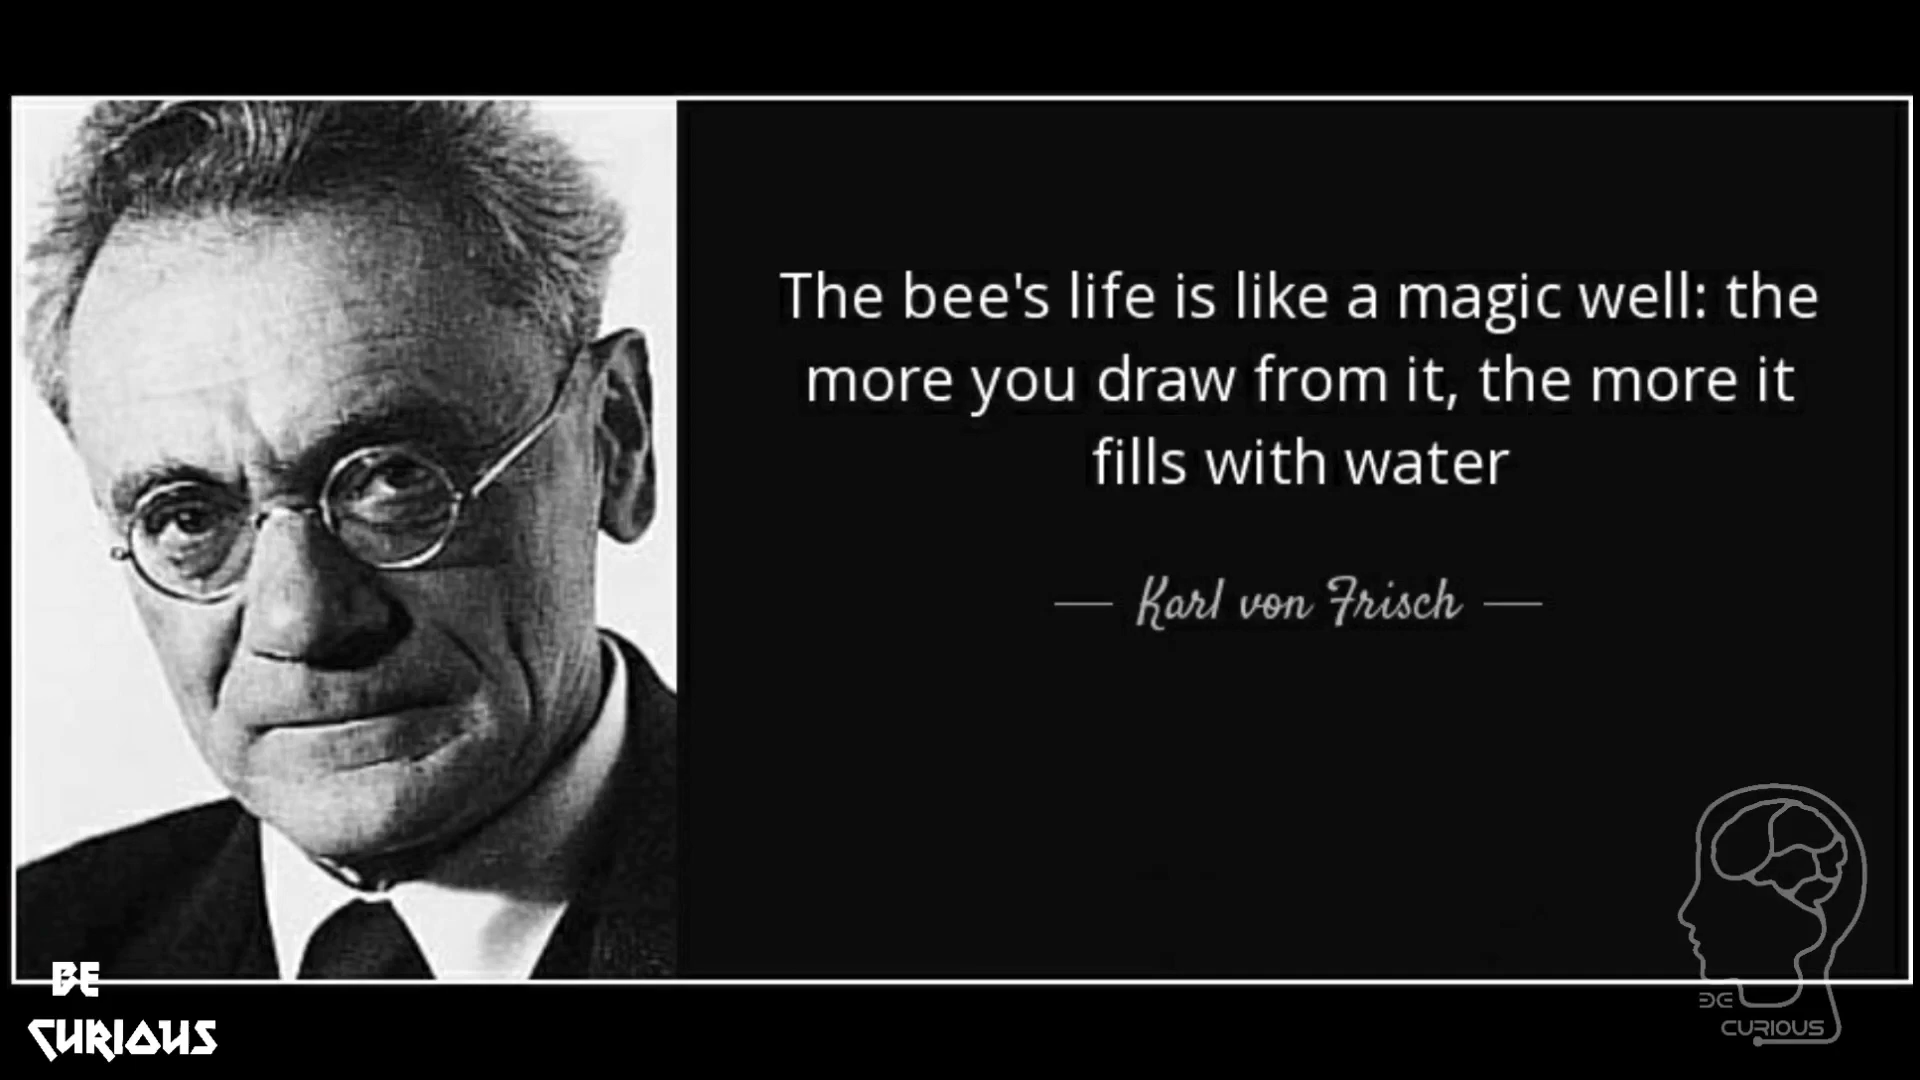 The bee's life is like a magic well: the
more you draw from it, the more it
fills with water
— Karl von Frisch —
BE
CURIOUS
BE
CURIOUS